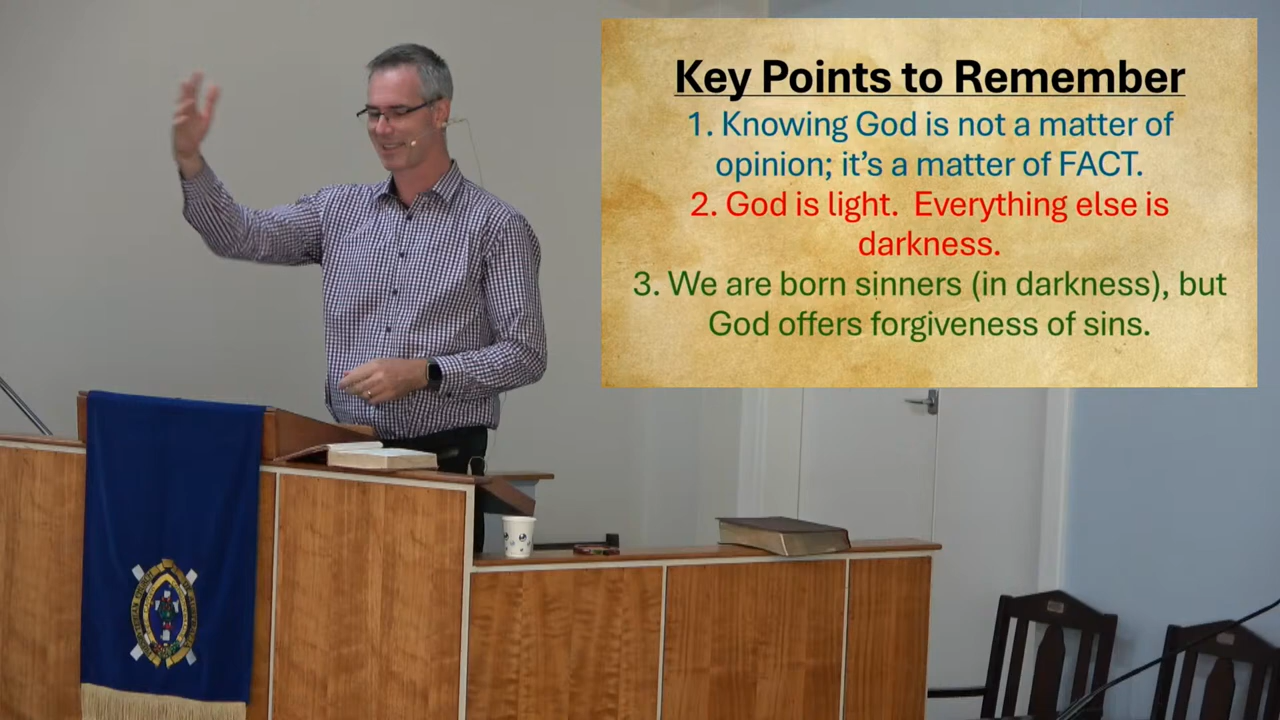 Key Points to Remember
1. Knowing God is not a matter of
opinion; it’s a matter of FACT.
2. God is light.  Everything else is
darkness.
3. We are born sinners (in darkness), but
God offers forgiveness of sins.